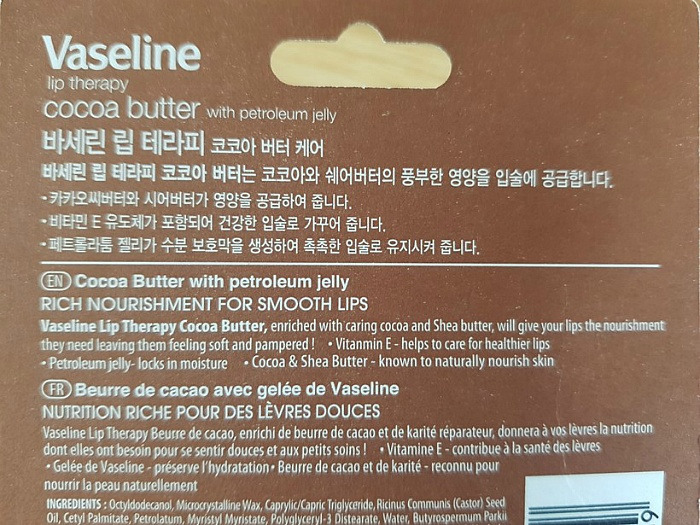 Vaseline
lip therapy
cocoa butter with petroleum jelly
바세린 립 테라피 코코아 버터 케어
바세린 립 테라피 코코아 버터는 코코아와 쉐어버터의 풍부한 영양을 입술에 공급합니다.
• 카카오씨버터와 시어버터가 영양을 공급하여 줍니다.
• 비타민 E 유도체가 포함되어 건강한 입술로 가꾸어 줍니다.
• 페트롤라툼 젤리가 수분 보호막을 생성하여 촉촉한 입술로 유지시켜 줍니다.
EN Cocoa Butter with petroleum jelly
RICH NOURISHMENT FOR SMOOTH LIPS
Vaseline Lip Therapy Cocoa Butter, enriched with caring cocoa and Shea butter, will give your lips the nourishment
they need leaving them feeling soft and pampered ! • Vitanmin E - helps to care for healthier lips
• Petroleum jelly- locks in moisture • Cocoa & Shea Butter - known to naturally nourish skin
FR Beurre de cacao avec gelée de Vaseline
NUTRITION RICHE POUR DES LÈVRES DOUCES
Vaseline Lip Therapy Beurre de cacao, enrichi de beurre de cacao et de karité réparateur, donnera à vos lèvres la nutrition
dont elles ont besoin pour se sentir douces et aux petits soins ! • Vitamine E - contribue à la santé des lèvres
• Gelée de Vaseline - préserve l'hydratation • Beurre de cacao et de karité - reconnu pour
nourrir la peau naturellement
INGREDIENTS : Octyldodecanol, Microcrystalline Wax, Caprylic/Capric Triglyceride, Ricinus Communis (Castor) Seed
Oil, Cetyl Palmitate, Petrolatum, Myristyl Myristate, Polyglyceryl-3 Distearate, Water, Butyrospermum Parkii